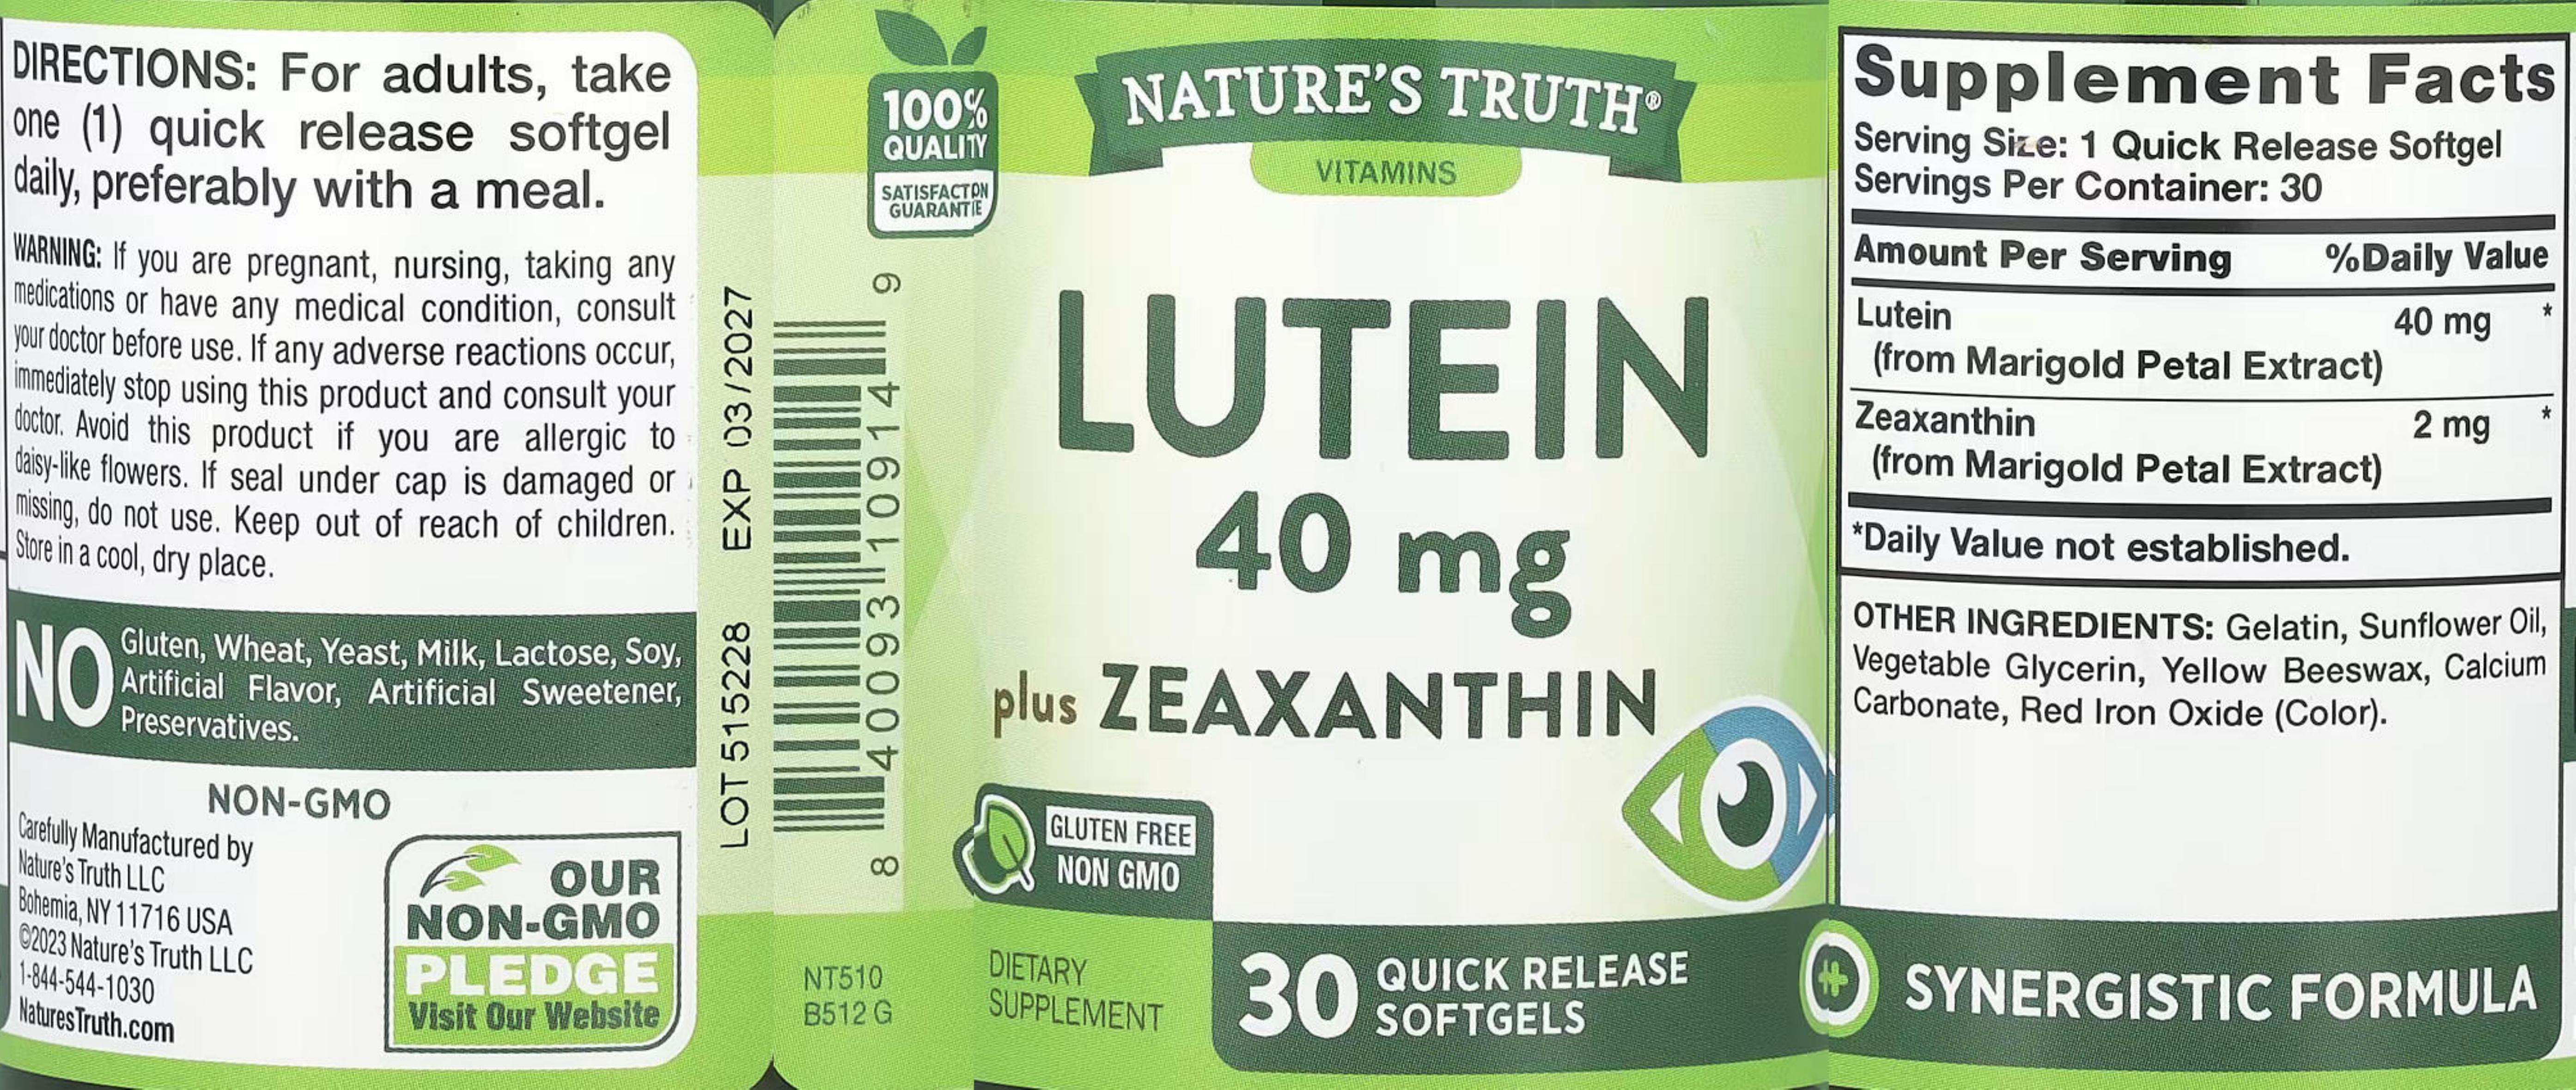 DIRECTIONS: For adults, take
one (1) quick release softgel
daily, preferably with a meal.
WARNING: If you are pregnant, nursing, taking any
medications or have any medical condition, consult
your doctor before use. If any adverse reactions occur,
immediately stop using this product and consult your
doctor. Avoid this product if you are allergic to
daisy-like flowers. If seal under cap is damaged or
missing, do not use. Keep out of reach of children.
Store in a cool, dry place.
NO
Gluten, Wheat, Yeast, Milk, Lactose, Soy,
Artificial Flavor, Artificial Sweetener,
Preservatives.
NON-GMO
Carefully Manufactured by
Nature's Truth LLC
Bohemia, NY 11716 USA
©2023 Nature's Truth LLC
1-844-544-1030
NaturesTruth.com
OUR
NON-GMO
PLEDGE
Visit Our Website
LOT 515228 EXP 03/2027
8 40093 10914 9
NT510
B512 G
100%
QUALITY
SATISFACTON
GUARANTIE
NATURE'S TRUTH®
VITAMINS
LUTEIN
40 mg
plus ZEAXANTHIN
GLUTEN FREE
NON GMO
DIETARY
SUPPLEMENT
30 QUICK RELEASE
SOFTGELS
Supplement Facts
Serving Size: 1 Quick Release Softgel
Servings Per Container: 30
Amount Per Serving %Daily Value
Lutein 40 mg *
(from Marigold Petal Extract)
Zeaxanthin 2 mg *
(from Marigold Petal Extract)
*Daily Value not established.
OTHER INGREDIENTS: Gelatin, Sunflower Oil,
Vegetable Glycerin, Yellow Beeswax, Calcium
Carbonate, Red Iron Oxide (Color).
SYNERGISTIC FORMULA